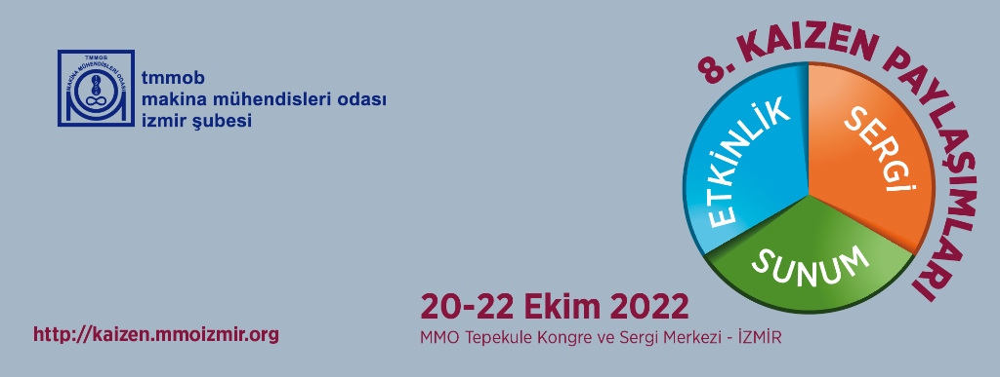 TMMOB
MAKİNA MÜHENDİSLERİ ODASI
tmmob
makina mühendisleri odası
izmir şubesi
8. KAIZEN PAYLAŞIMLARI
ETKİNLİK
SERGİ
SUNUM
20-22 Ekim 2022
MMO Tepekule Kongre ve Sergi Merkezi - İZMİR
http://kaizen.mmoizmir.org